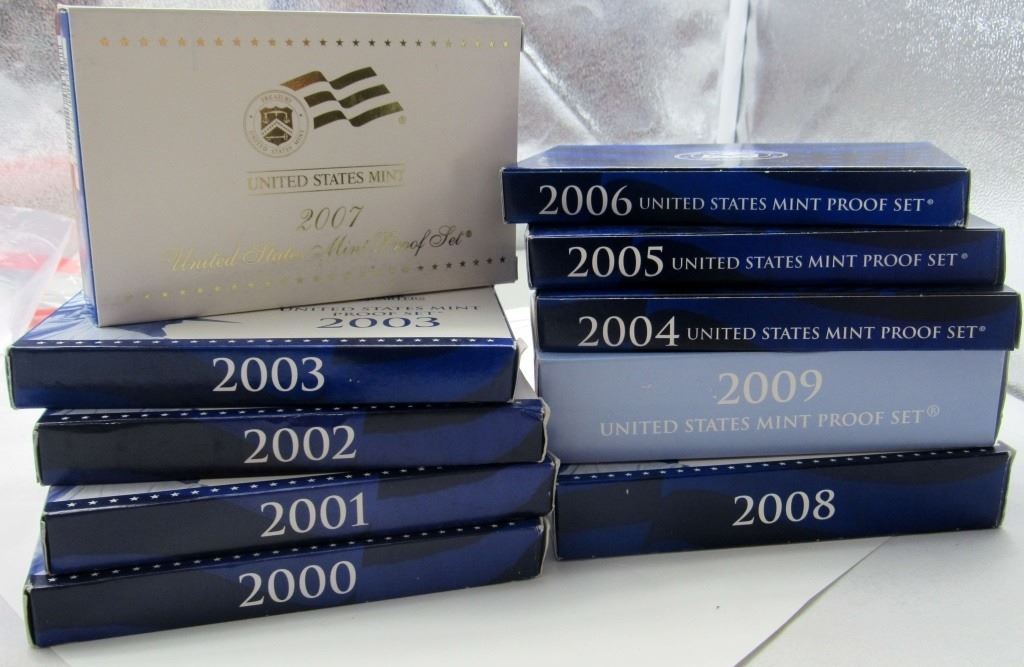 UNITED STATES MINT
2007
United States Mint Proof Set®
UNITED STATES MINT
PROOF SET®
2003
2003
2002
2001
2000
2006 UNITED STATES MINT PROOF SET®
2005 UNITED STATES MINT PROOF SET®
2004 UNITED STATES MINT PROOF SET®
2009
UNITED STATES MINT PROOF SET®
2008